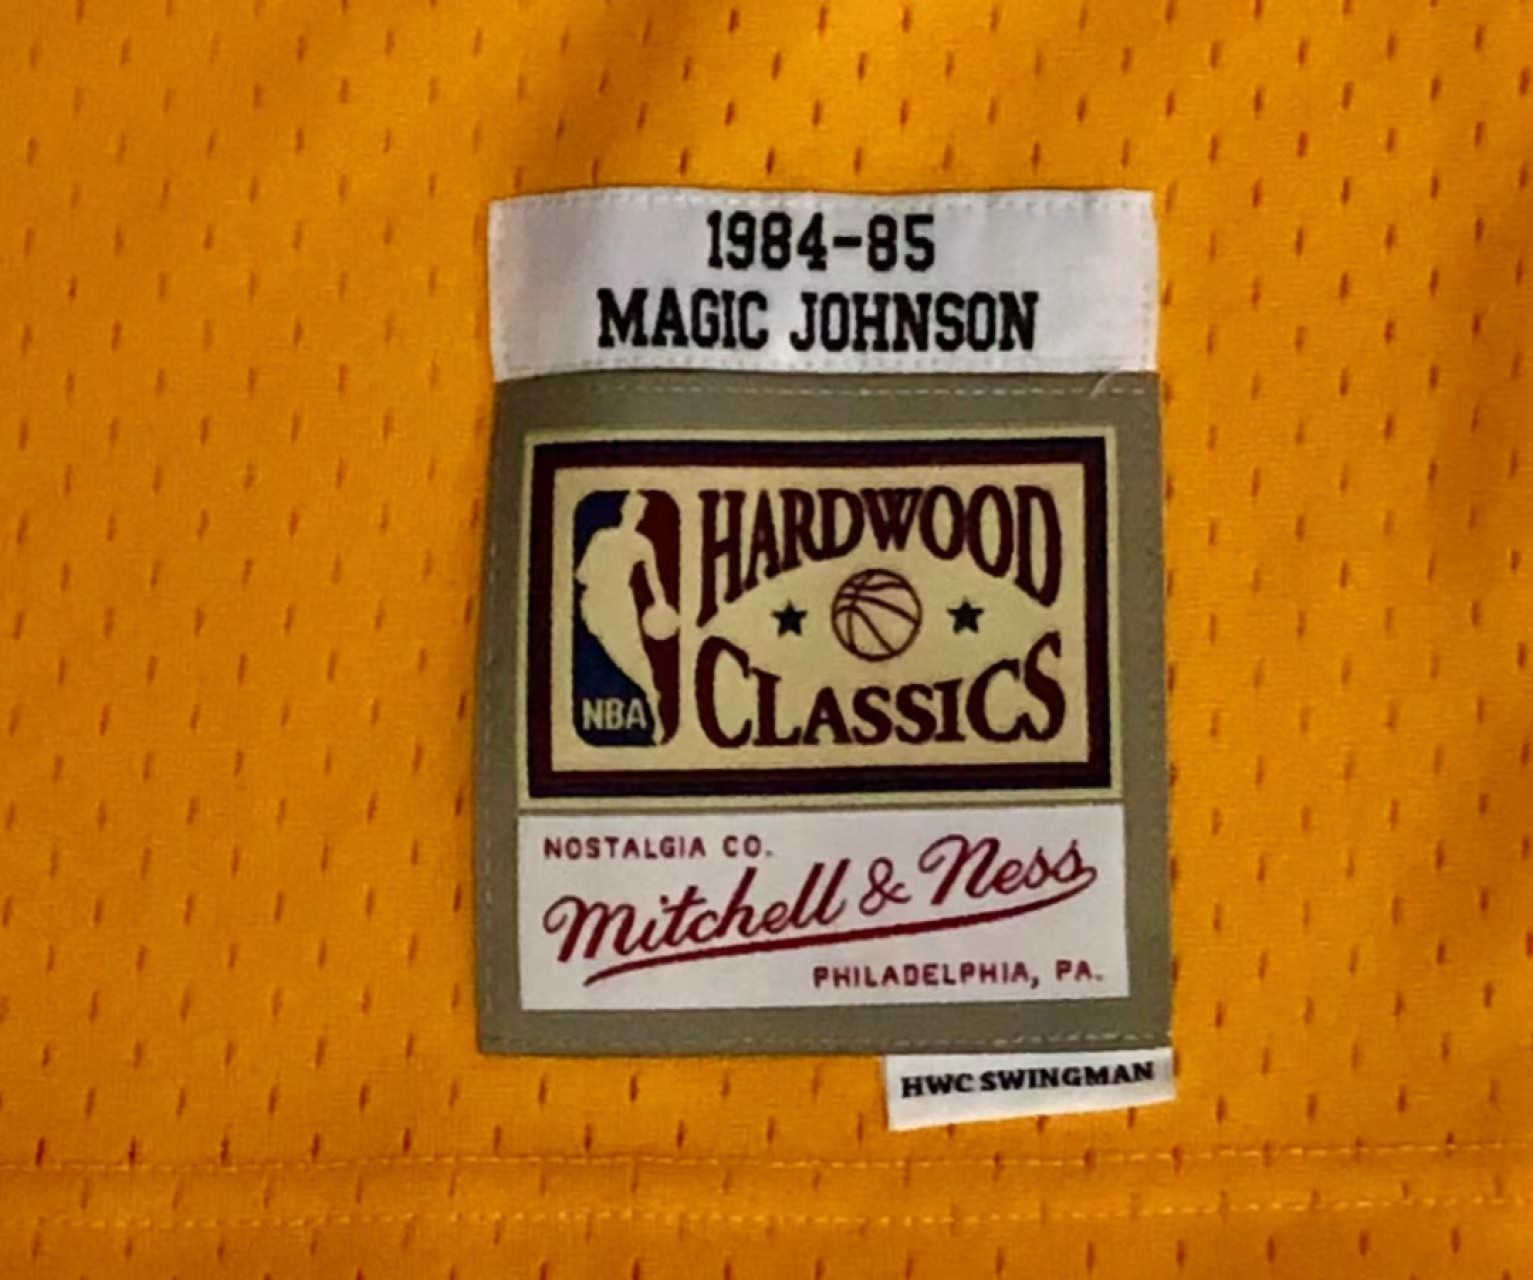 1984-85
MAGIC JOHNSON
HARDWOOD
CLASSICS
NBA
NOSTALGIA CO.
Mitchell & Ness
PHILADELPHIA, PA.
HWC SWINGMAN